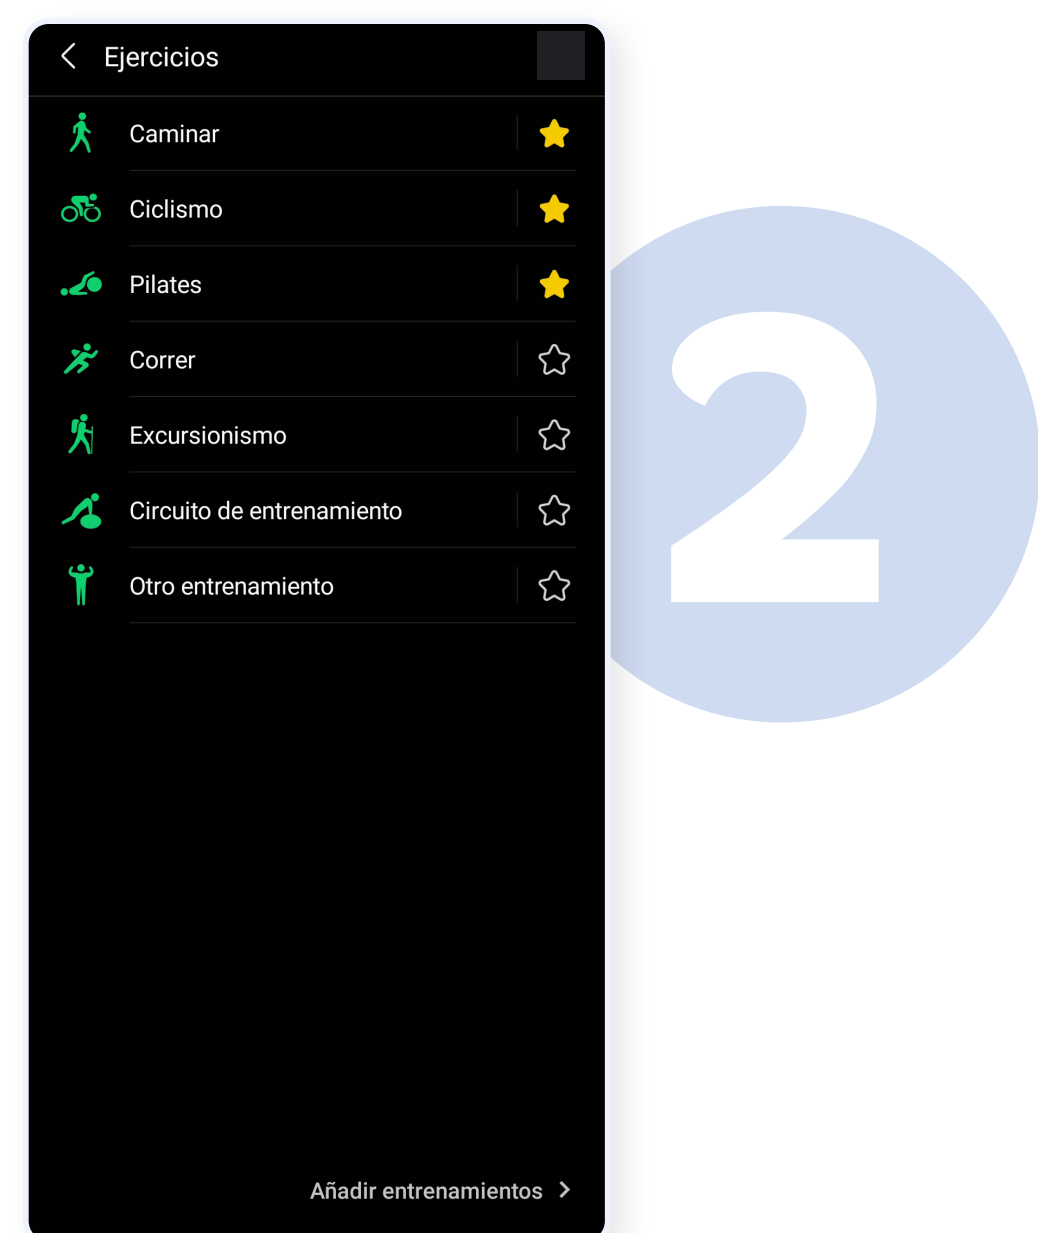 Ejercicios
Caminar
Ciclismo
Pilates
Correr
Excursionismo
Circuito de entrenamiento
Otro entrenamiento
Añadir entrenamientos
2